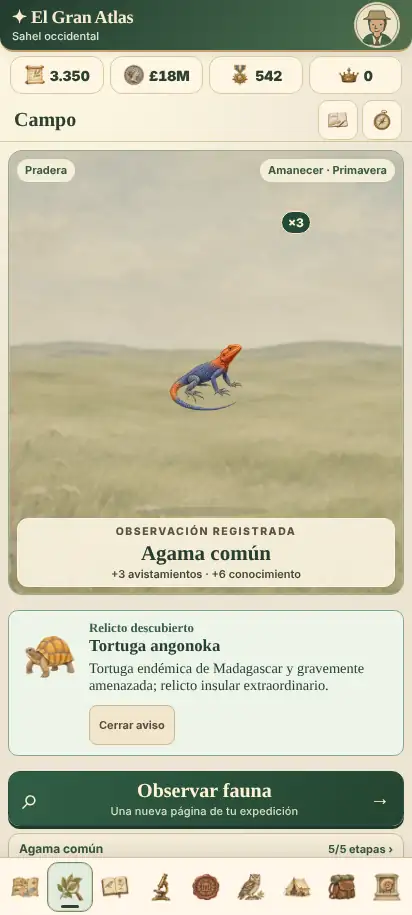 ✦ El Gran Atlas
Sahel occidental
3.350
£18M
542
0
Campo
Pradera
Amanecer · Primavera
×3
OBSERVACIÓN REGISTRADA
Agama común
+3 avistamientos · +6 conocimiento
Relicto descubierto
Tortuga angonoka
Tortuga endémica de Madagascar y gravemente
amenazada; relicto insular extraordinario.
Cerrar aviso
Observar fauna
Una nueva página de tu expedición
→
Agama común
5/5 etapas ›